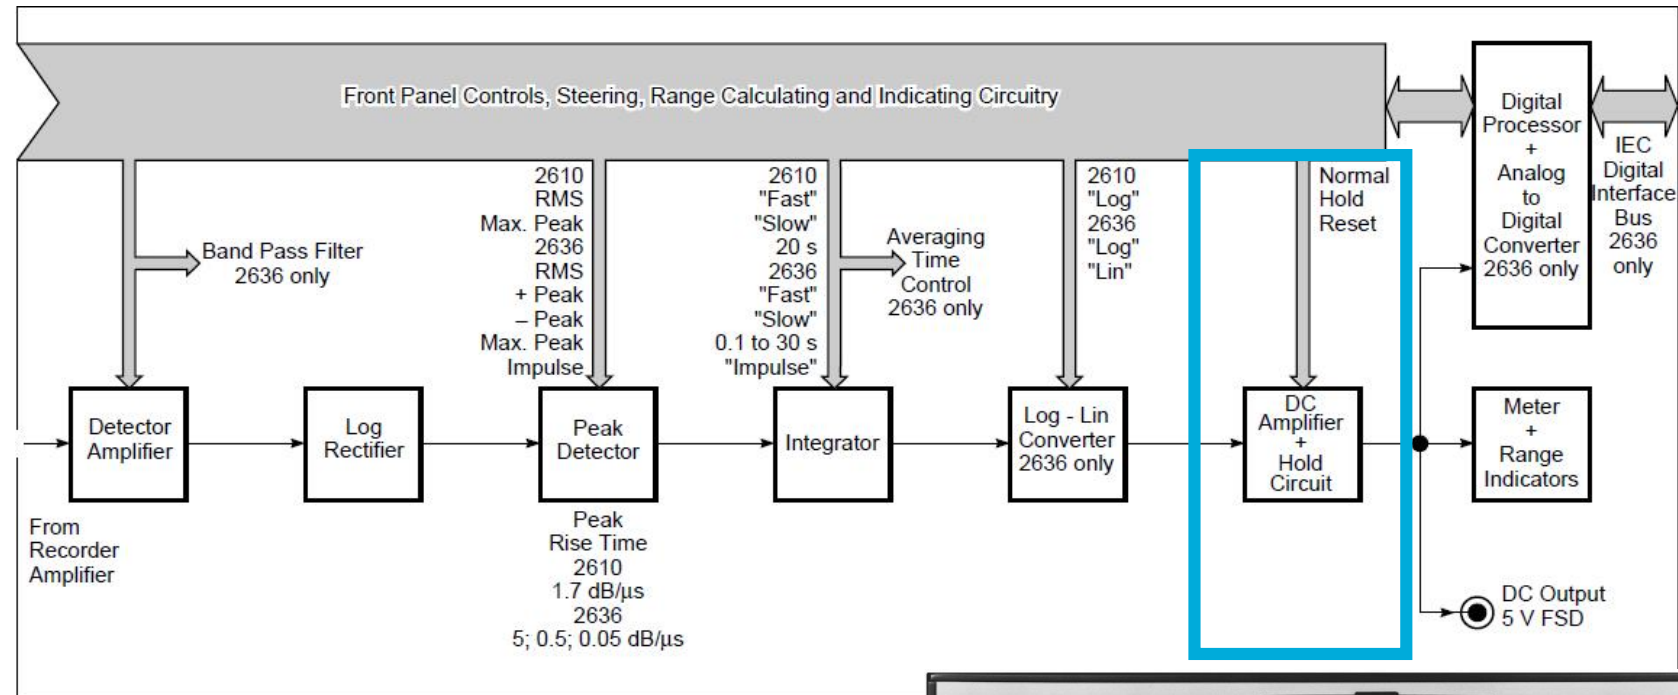 Front Panel Controls, Steering, Range Calculating and Indicating Circuitry
Digital
Processor
+
Analog
to
Digital
Converter
2636 only
IEC
Digital
Interface
Bus
2636
only
Band Pass Filter
2636 only
2610
RMS
Max. Peak
2636
RMS
+ Peak
– Peak
Max. Peak
Impulse
2610
"Fast"
"Slow"
20 s
2636
"Fast"
"Slow"
0.1 to 30 s
"Impulse"
Averaging
Time
Control
2636 only
2610
"Log"
2636
"Log"
"Lin"
Normal
Hold
Reset
Detector
Amplifier
Log
Rectifier
Peak
Detector
Integrator
Log - Lin
Converter
2636 only
DC
Amplifier
+
Hold
Circuit
Meter
+
Range
Indicators
From
Recorder
Amplifier
Peak
Rise Time
2610
1.7 dB/µs
2636
5; 0.5; 0.05 dB/µs
DC Output
5 V FSD